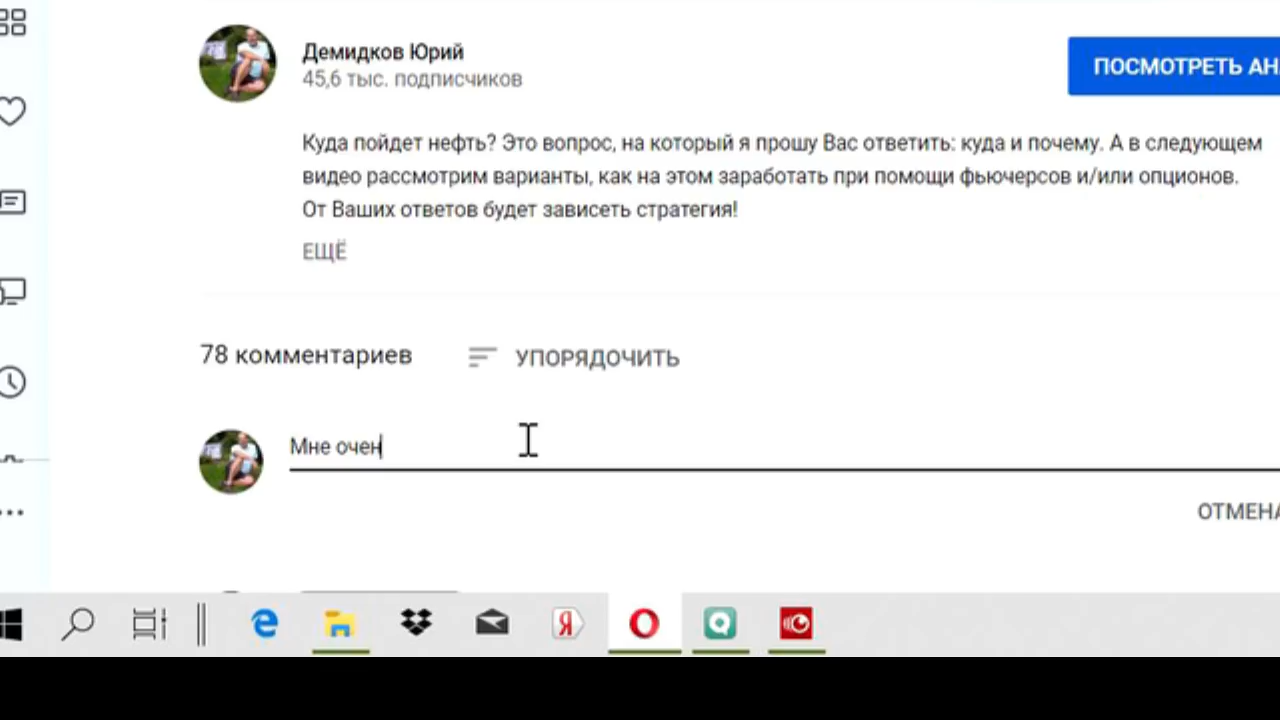 Демидков Юрий
45,6 тыс. подписчиков
ПОСМОТРЕТЬ АН
Куда пойдет нефть? Это вопрос, на который я прошу Вас ответить: куда и почему. А в следующем
видео рассмотрим варианты, как на этом заработать при помощи фьючерсов и/или опционов.
От Ваших ответов будет зависеть стратегия!
ЕЩЁ
78 комментариев
УПОРЯДОЧИТЬ
Мне очен
ОТМЕНА